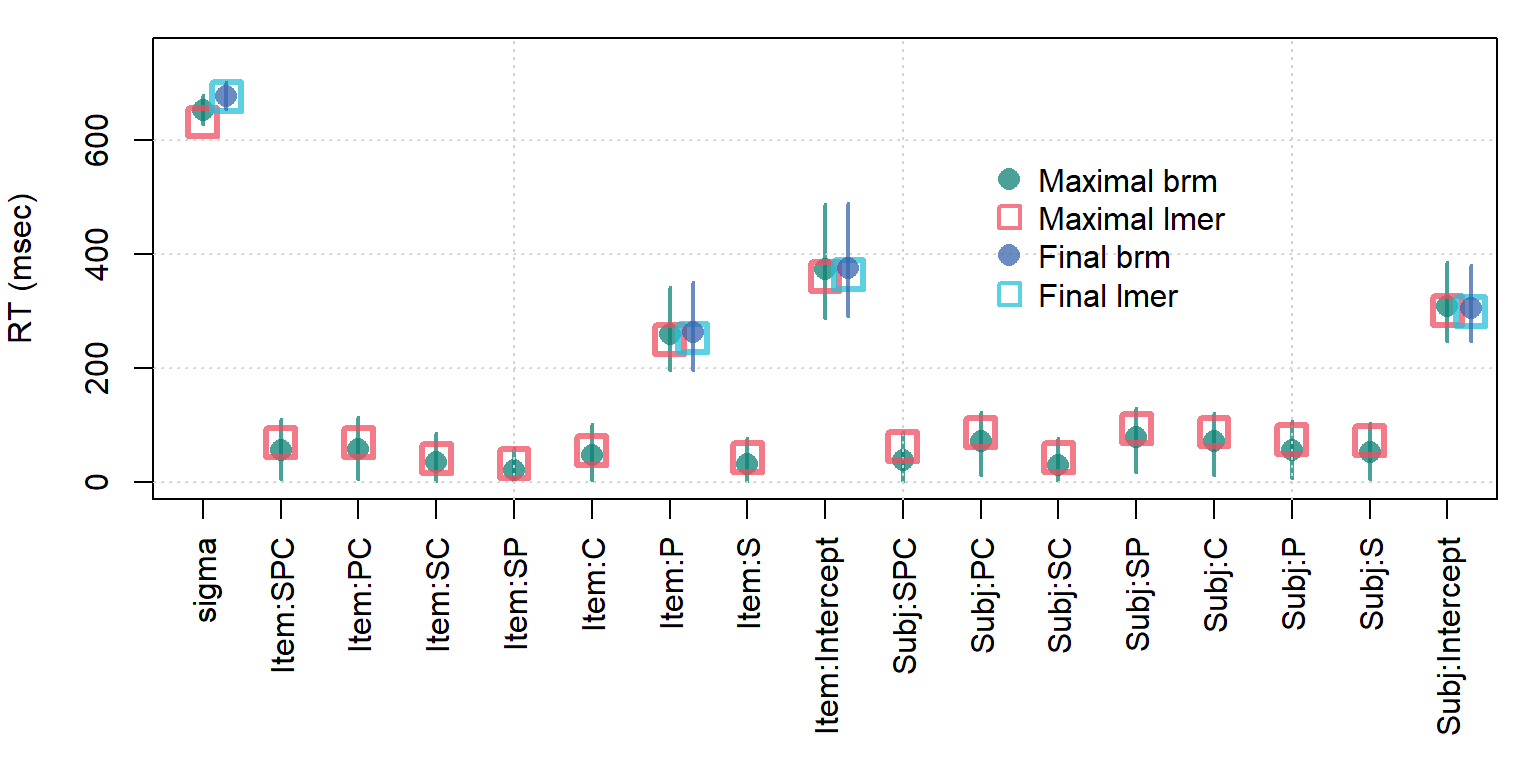 RT (msec)
600
400
200
0
Maximal brm
Maximal lmer
Final brm
Final lmer
sigma
Item:SPC
Item:PC
Item:SC
Item:SP
Item:C
Item:P
Item:S
Item:Intercept
Subj:SPC
Subj:PC
Subj:SC
Subj:SP
Subj:C
Subj:P
Subj:S
Subj:Intercept